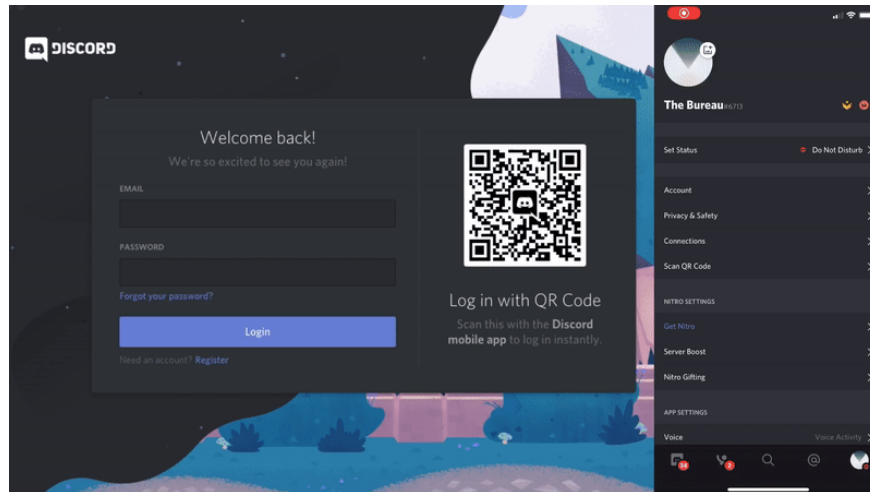 DISCORD
Welcome back!
We're so excited to see you again!
EMAIL
PASSWORD
Forgot your password?
Login
Need an account? Register
Log in with QR Code
Scan this with the Discord
mobile app to log in instantly.
The Bureau#6713
Set Status
Do Not Disturb
Account
Privacy & Safety
Connections
Scan QR Code
NITRO SETTINGS
Get Nitro
Server Boost
Nitro Gifting
APP SETTINGS
Voice
Voice Activity
34
2